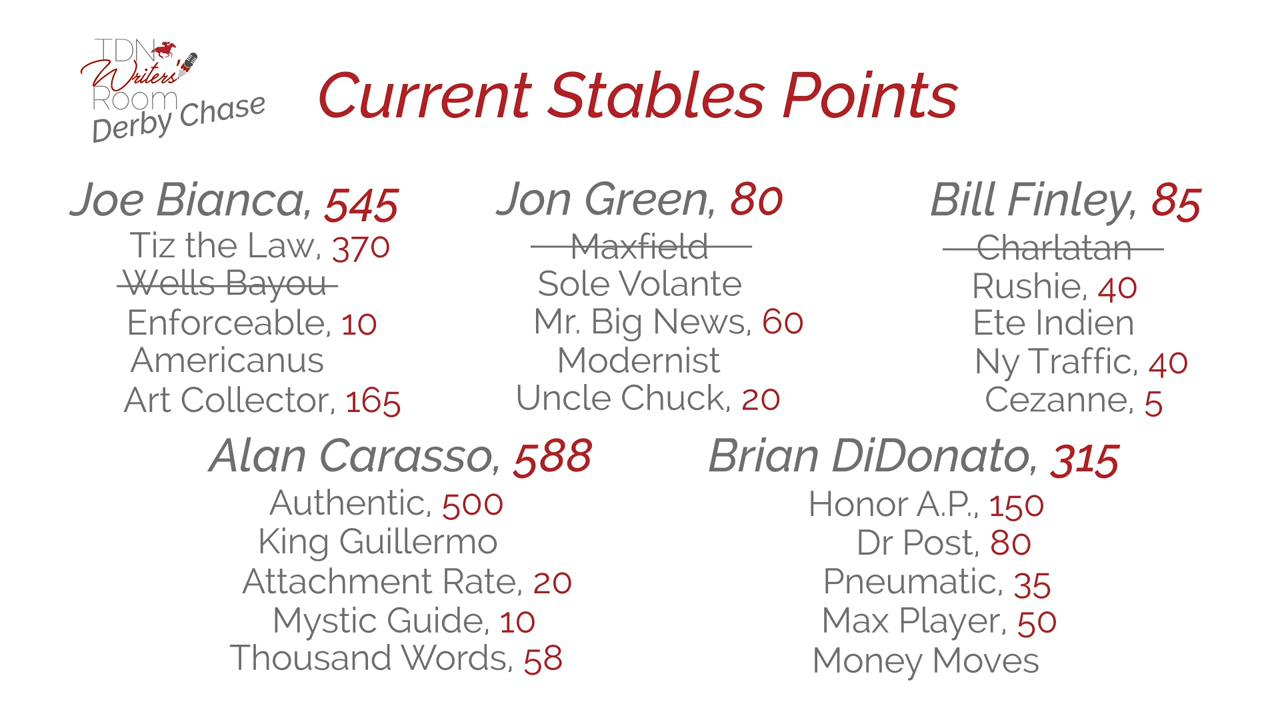 TDN
Writers'
Room
Derby Chase
Current Stables Points
Joe Bianca, 545
Tiz the Law, 370
Wells Bayou
Enforceable, 10
Americanus
Art Collector, 165
Jon Green, 80
Maxfield
Sole Volante
Mr. Big News, 60
Modernist
Uncle Chuck, 20
Bill Finley, 85
Charlatan
Rushie, 40
Ete Indien
Ny Traffic, 40
Cezanne, 5
Alan Carasso, 588
Authentic, 500
King Guillermo
Attachment Rate, 20
Mystic Guide, 10
Thousand Words, 58
Brian DiDonato, 315
Honor A.P., 150
Dr Post, 80
Pneumatic, 35
Max Player, 50
Money Moves